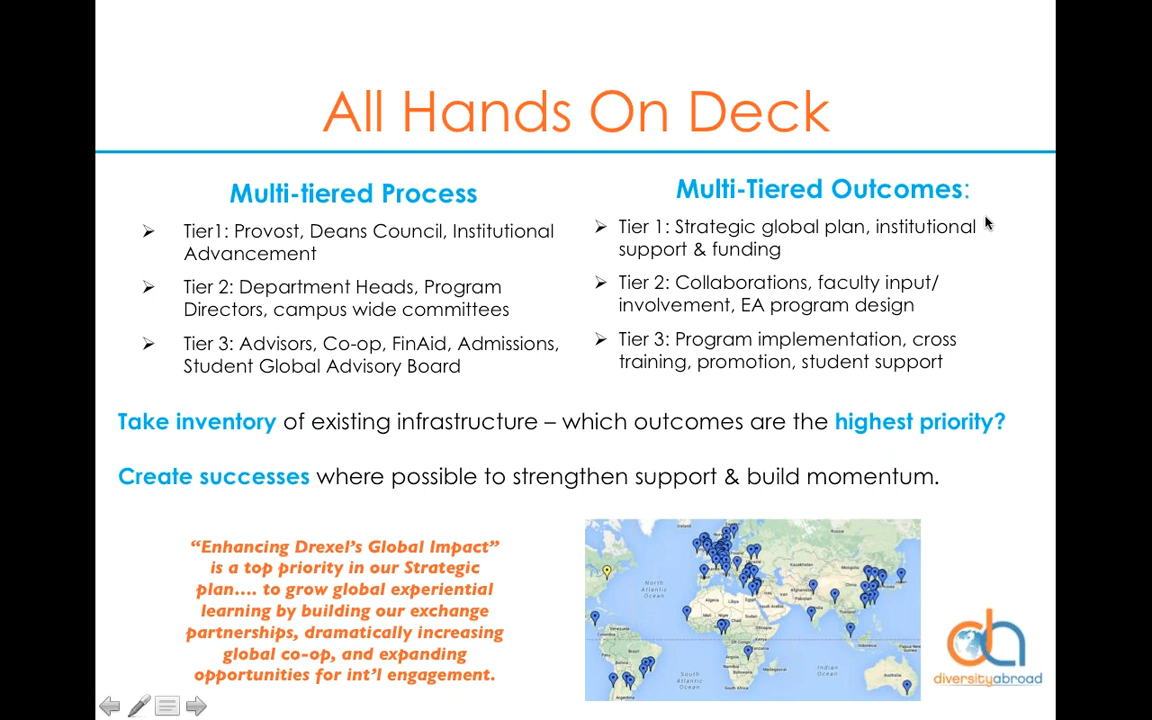 All Hands On Deck
Multi-tiered Process
Tier1: Provost, Deans Council, Institutional
Advancement
Tier 2: Department Heads, Program
Directors, campus wide committees
Tier 3: Advisors, Co-op, FinAid, Admissions,
Student Global Advisory Board
Multi-Tiered Outcomes:
Tier 1: Strategic global plan, institutional
support & funding
Tier 2: Collaborations, faculty input/
involvement, EA program design
Tier 3: Program implementation, cross
training, promotion, student support
Take inventory of existing infrastructure – which outcomes are the highest priority?
Create successes where possible to strengthen support & build momentum.
“Enhancing Drexel’s Global Impact”
is a top priority in our Strategic
plan…. to grow global experiential
learning by building our exchange
partnerships, dramatically increasing
global co-op, and expanding
opportunities for int’l engagement.
North
Atlantic
Ocean
South
Atlantic
Ocean
Indian
Ocean
diversityabroad